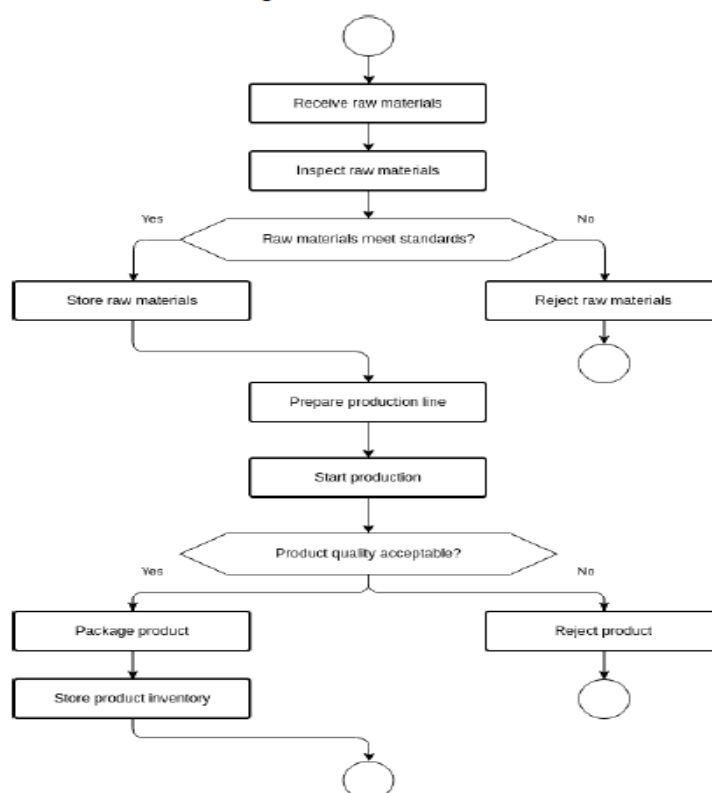 Receive raw materials
Inspect raw materials
Yes
No
Raw materials meet standards?
Store raw materials
Reject raw materials
Prepare production line
Start production
Product quality acceptable?
Yes
No
Package product
Reject product
Store product inventory